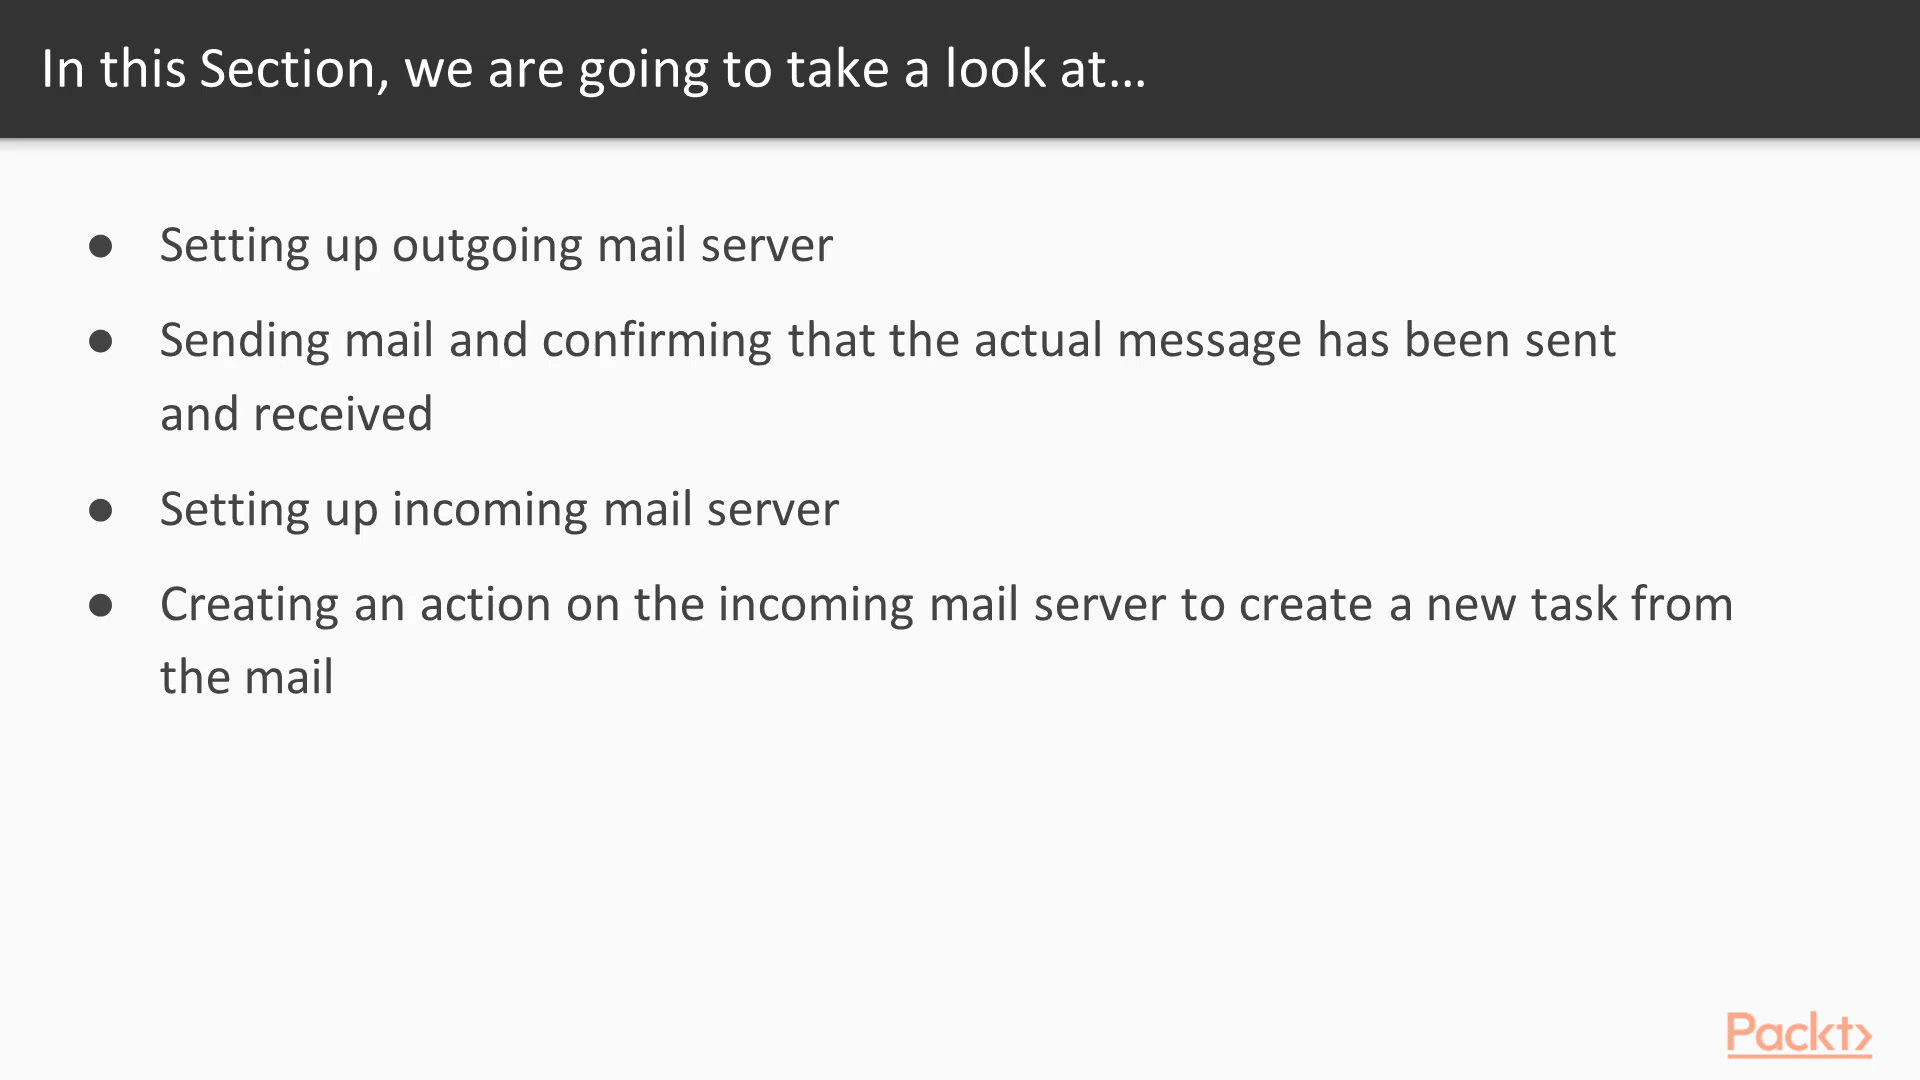 In this Section, we are going to take a look at...
● Setting up outgoing mail server
● Sending mail and confirming that the actual message has been sent
and received
● Setting up incoming mail server
● Creating an action on the incoming mail server to create a new task from
the mail
Packt>